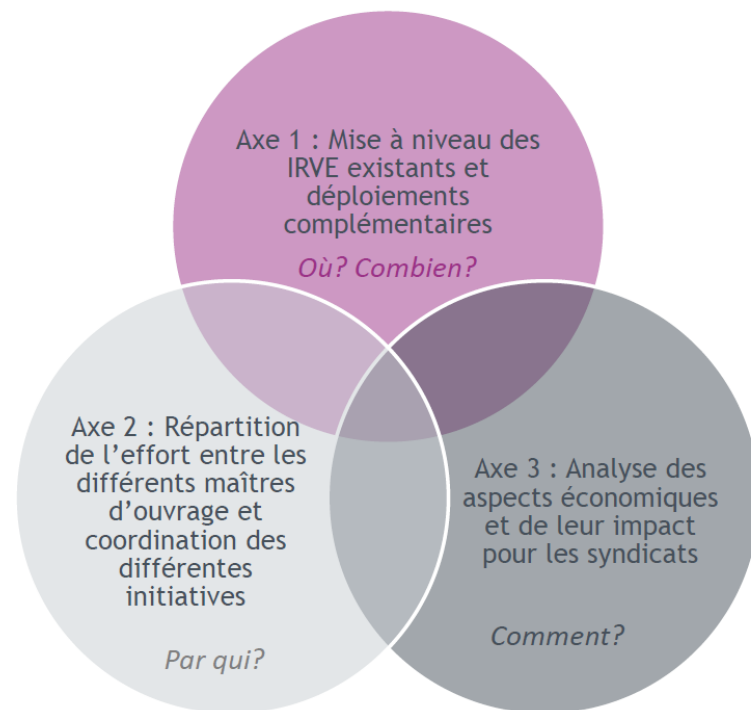 Axe 1 : Mise à niveau des
IRVE existants et
déploiements
complémentaires
Où? Combien?
Axe 2 : Répartition
de l'effort entre les
différents maîtres
d'ouvrage et
coordination des
différentes
initiatives
Par qui?
Axe 3 : Analyse des
aspects économiques
et de leur impact
pour les syndicats
Comment?